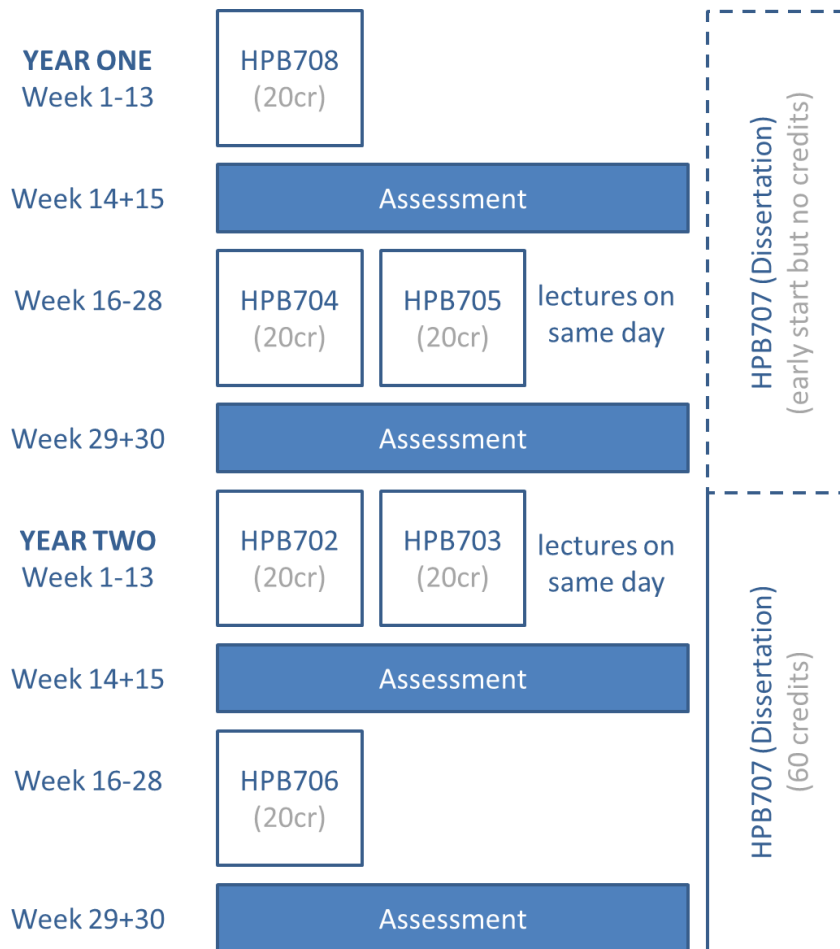 YEAR ONE
Week 1-13
HPB708
(20cr)
Week 14+15
Assessment
Week 16-28
HPB704
(20cr)
HPB705
(20cr)
lectures on
same day
Week 29+30
Assessment
HPB707 (Dissertation)
(early start but no credits)
YEAR TWO
Week 1-13
HPB702
(20cr)
HPB703
(20cr)
lectures on
same day
Week 14+15
Assessment
Week 16-28
HPB706
(20cr)
Week 29+30
Assessment
HPB707 (Dissertation)
(60 credits)